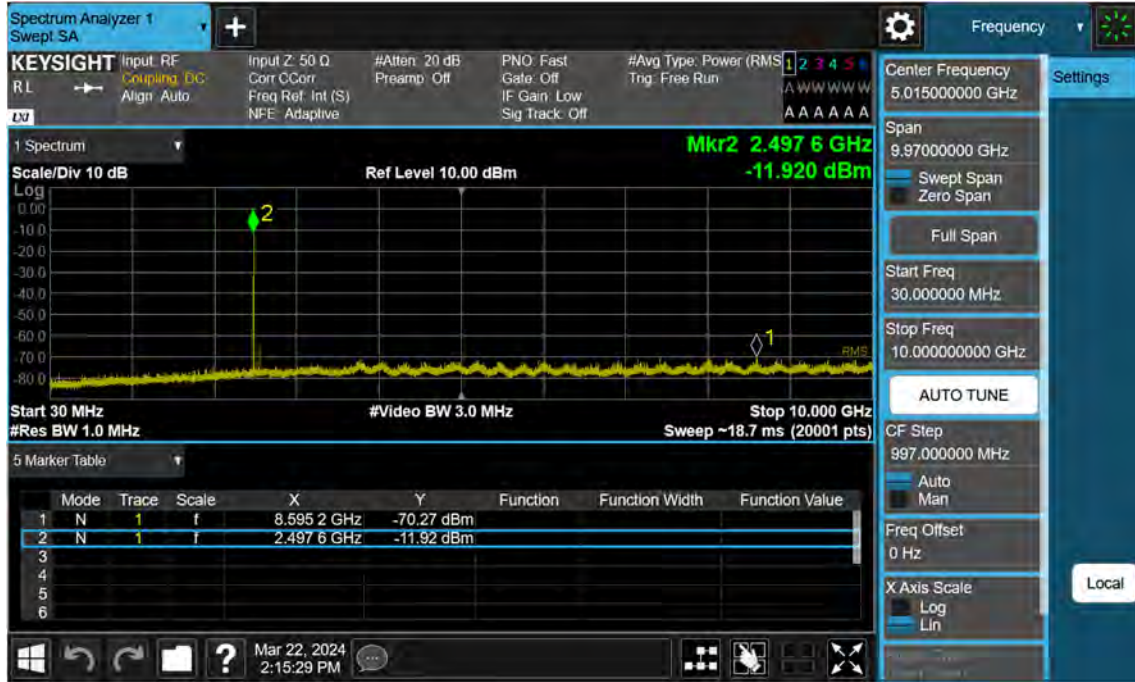 Spectrum Analyzer 1
Swept SA
Frequency
KEYSIGHT
RL
LXI
Input: RF
Coupling: DC
Align: Auto
Input Z: 50 Ω
Corr CCorr
Freq Ref: Int (S)
NFE: Adaptive
#Atten: 20 dB
Preamp: Off
PNO: Fast
Gate: Off
IF Gain: Low
Sig Track: Off
#Avg Type: Power (RMS
Trig: Free Run
1 2 3 4 5 6
A W W W W W
A A A A A A
1 Spectrum
Scale/Div 10 dB
Ref Level 10.00 dBm
Mkr2 2.497 6 GHz
-11.920 dBm
Log
0.00
-10.0
-20.0
-30.0
-40.0
-50.0
-60.0
-70.0
-80.0
2
1
RMS
Start 30 MHz
#Video BW 3.0 MHz
Stop 10.000 GHz
#Res BW 1.0 MHz
Sweep ~18.7 ms (20001 pts)
5 Marker Table
Mode Trace Scale X Y Function Function Width Function Value
1 N 1 f 8.595 2 GHz -70.27 dBm
2 N 1 f 2.497 6 GHz -11.92 dBm
3
4
5
6
Mar 22, 2024
2:15:29 PM
Center Frequency
5.015000000 GHz
Settings
Span
9.97000000 GHz
Swept Span
Zero Span
Full Span
Start Freq
30.000000 MHz
Stop Freq
10.000000000 GHz
AUTO TUNE
CF Step
997.000000 MHz
Auto
Man
Freq Offset
0 Hz
X Axis Scale
Log
Lin
Local